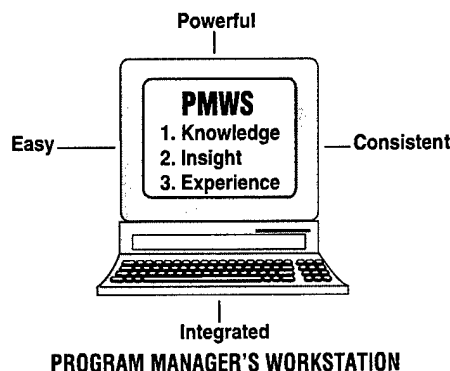 Powerful
PMWS
1. Knowledge
2. Insight
3. Experience
Easy
Consistent
Integrated
PROGRAM MANAGER'S WORKSTATION